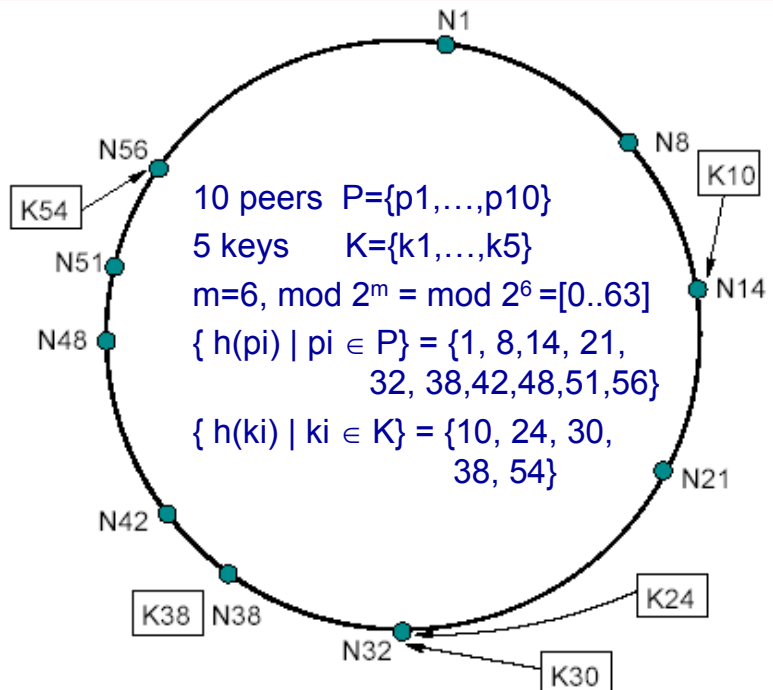 N1
N8
N56
K10
K54
10 peers P={p1,…,p10}
5 keys K={k1,…,k5}
N51
N14
m=6, mod 2ᵐ = mod 2⁶ =[0..63]
N48
{ h(pi) | pi ∈ P} = {1, 8,14, 21,
32, 38,42,48,51,56}
{ h(ki) | ki ∈ K} = {10, 24, 30,
38, 54}
N21
N42
K24
K38 N38
N32
K30